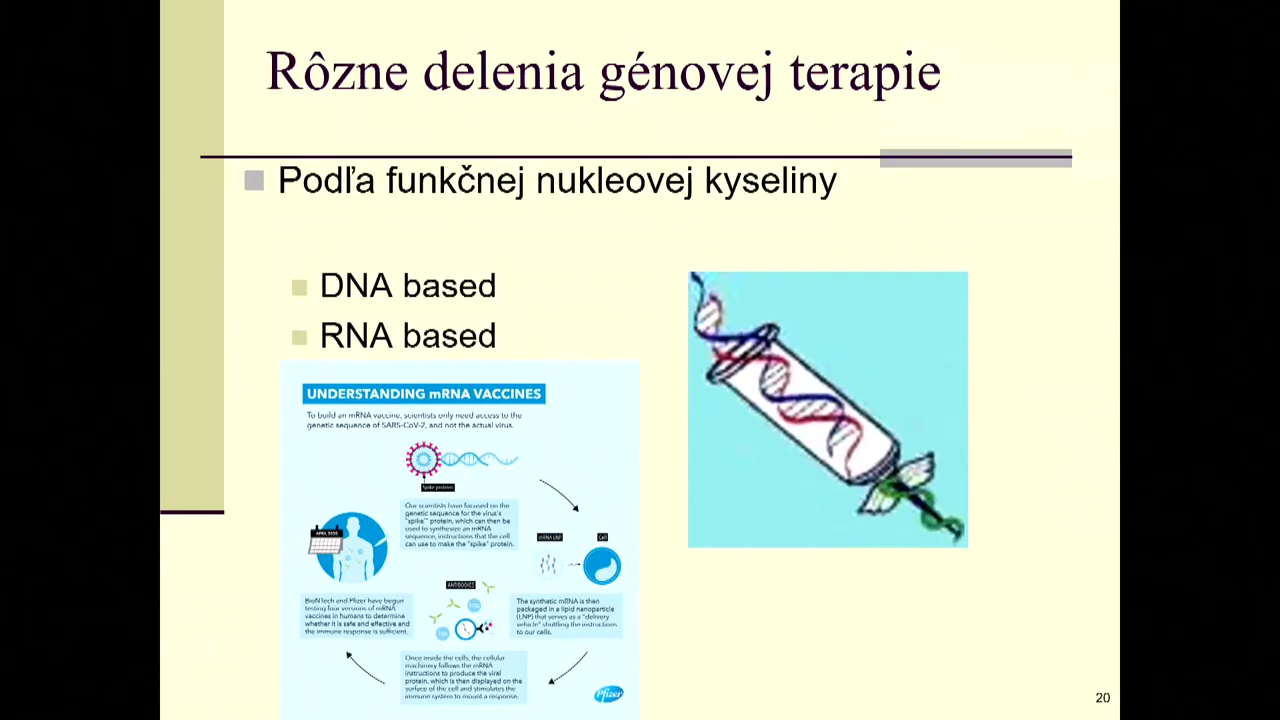 Rôzne delenia génovej terapie
Podľa funkčnej nukleovej kyseliny
DNA based
RNA based
UNDERSTANDING mRNA VACCINES
To build an mRNA vaccine, scientists only need access to the
genetic sequence of SARS-CoV-2, and not the actual virus.
Spike proteins
Our scientists have focused on the
genetic sequence for the virus's
"spike" protein, which can then be
used to synthesize an mRNA
sequence, instructions that the cell
can use to make the "spike" protein.
mRNA LNP
Cell
The synthetic mRNA is then
packaged in a lipid nanoparticle
(LNP) that serves as a "delivery
vehicle" shuttling the instructions
to our cells.
ANTIBODIES
Once inside the cells, the cellular
machinery follows the mRNA
instructions to produce the viral
protein, which is then displayed on the
surface of the cell and stimulates the
immune system to mount a response.
APRIL 2020
BioNTech and Pfizer have begun
testing four versions of mRNA
vaccines in humans to determine
whether it is safe and effective and
the immune response is sufficient.
Pfizer
20